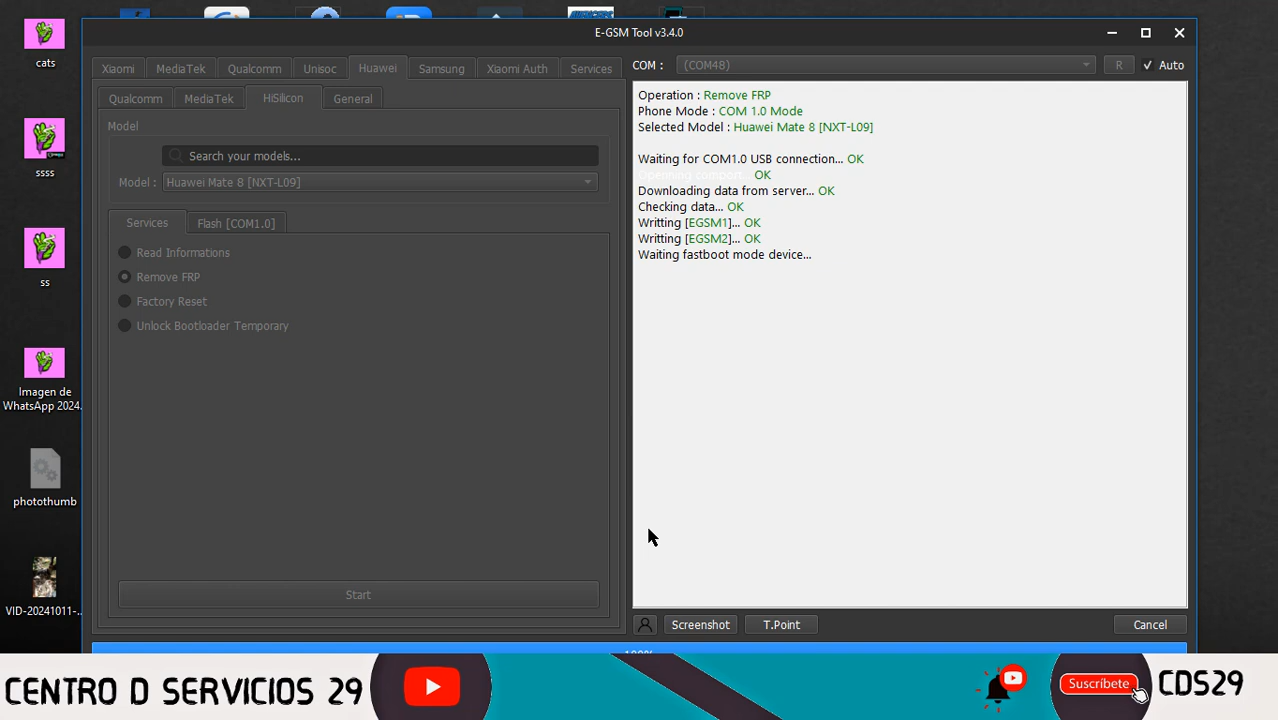 cats
ssss
ss
Imagen de
WhatsApp 2024...
photothumb
VID-20241011-...
E-GSM Tool v3.4.0
Xiaomi MediaTek Qualcomm Unisoc Huawei Samsung Xiaomi Auth Services
Qualcomm MediaTek HiSilicon General
Model
Search your models...
Model : Huawei Mate 8 [NXT-L09]
Services Flash [COM1.0]
Read Informations
Remove FRP
Factory Reset
Unlock Bootloader Temporary
Start
COM : (COM48) R Auto
Operation : Remove FRP
Phone Mode : COM 1.0 Mode
Selected Model : Huawei Mate 8 [NXT-L09]
Waiting for COM1.0 USB connection... OK
Openning comport... OK
Downloading data from server... OK
Checking data... OK
Writting [EGSM1]... OK
Writting [EGSM2]... OK
Waiting fastboot mode device...
Screenshot T.Point Cancel
100%
CENTRO D SERVICIOS 29
Suscríbete
CDS29